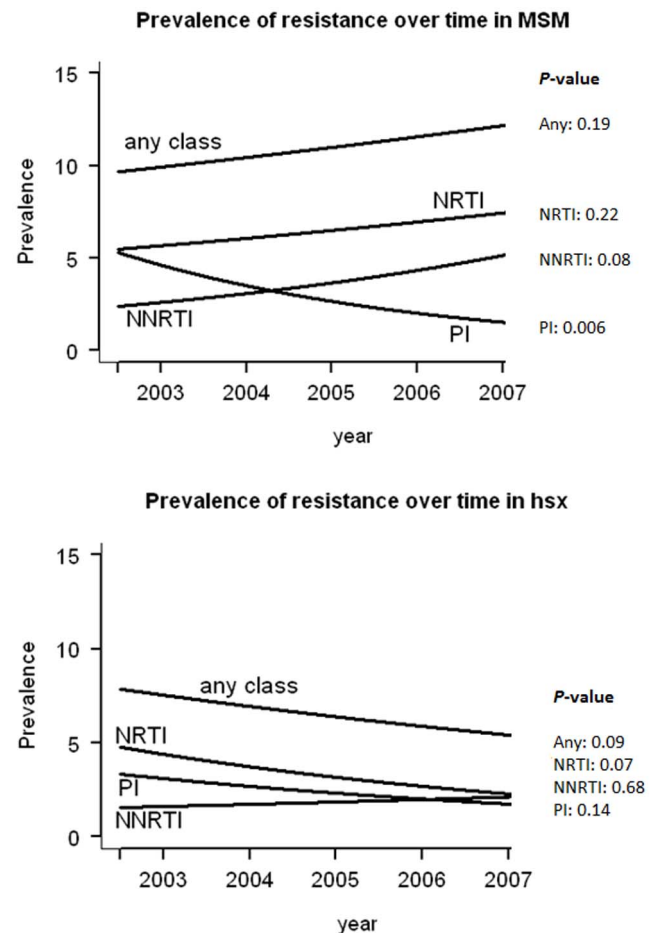 Prevalence of resistance over time in MSM
15
10
5
0
Prevalence
any class
NRTI
NNRTI
PI
2003 2004 2005 2006 2007
year
P-value
Any: 0.19
NRTI: 0.22
NNRTI: 0.08
PI: 0.006
Prevalence of resistance over time in hsx
15
10
5
0
Prevalence
any class
NRTI
PI
NNRTI
2003 2004 2005 2006 2007
year
P-value
Any: 0.09
NRTI: 0.07
NNRTI: 0.68
PI: 0.14